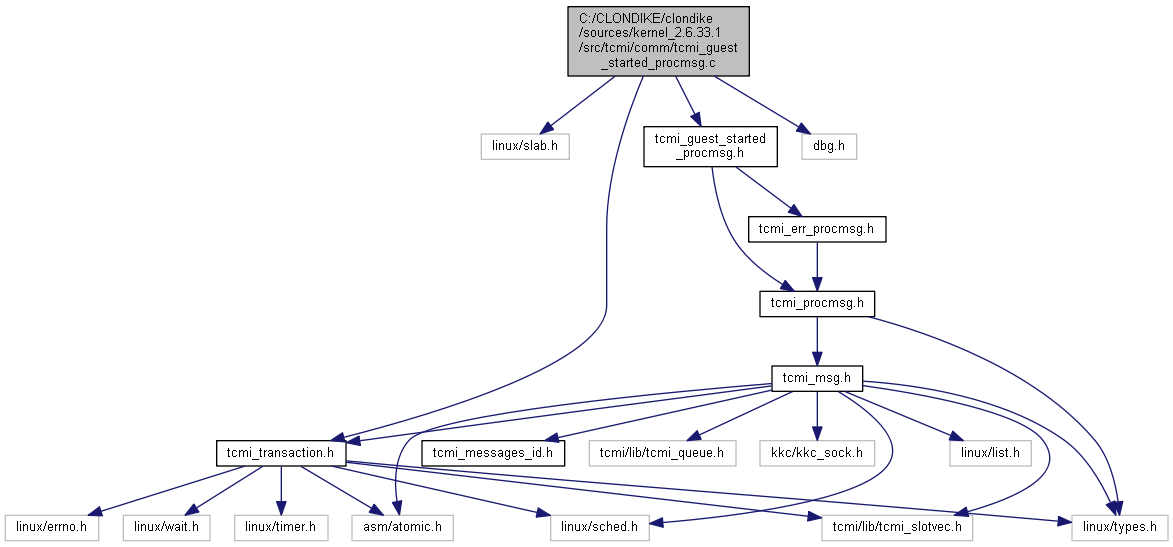 C:/CLONDIKE/clondike
/sources/kernel_2.6.33.1
/src/tcmi/comm/tcmi_guest
_started_procmsg.c
linux/slab.h
tcmi_guest_started
_procmsg.h
dbg.h
tcmi_err_procmsg.h
tcmi_procmsg.h
tcmi_msg.h
tcmi_transaction.h
tcmi_messages_id.h
tcmi/lib/tcmi_queue.h
kkc/kkc_sock.h
linux/list.h
linux/errno.h
linux/wait.h
linux/timer.h
asm/atomic.h
linux/sched.h
tcmi/lib/tcmi_slotvec.h
linux/types.h